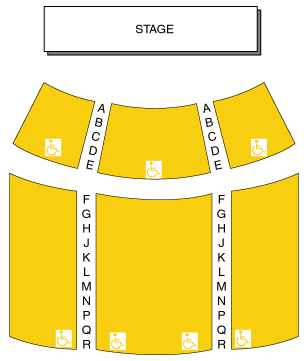 STAGE
A A
B B
C C
D D
E E
F F
G G
H H
J J
K K
L L
M M
N N
P P
Q Q
R R